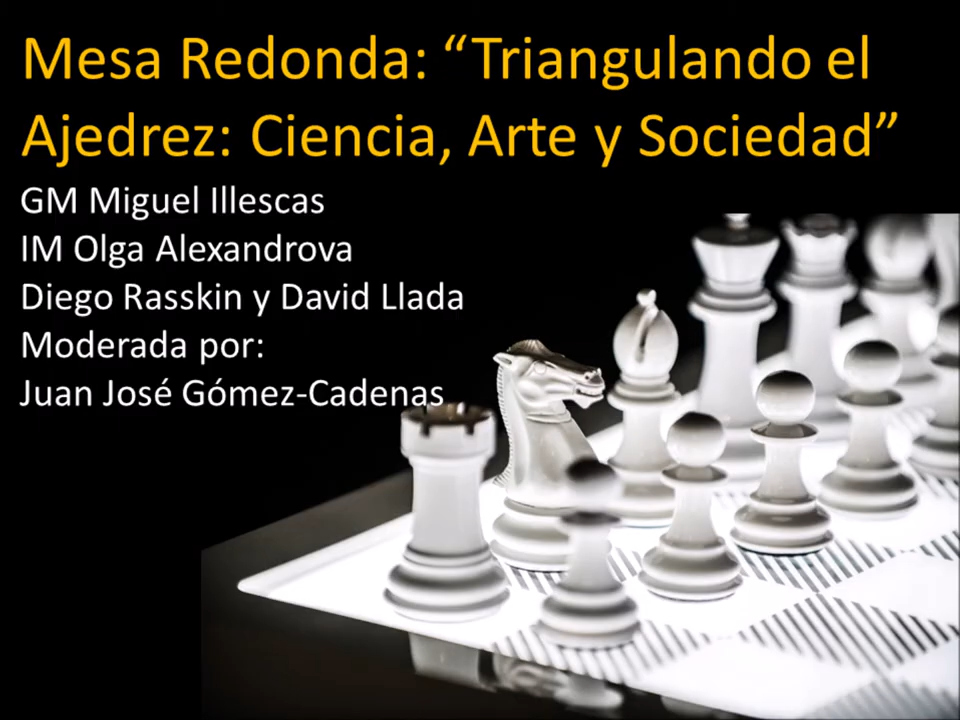 Mesa Redonda: “Triangulando el
Ajedrez: Ciencia, Arte y Sociedad”
GM Miguel Illescas
IM Olga Alexandrova
Diego Rasskin y David Llada
Moderada por:
Juan José Gómez-Cadenas